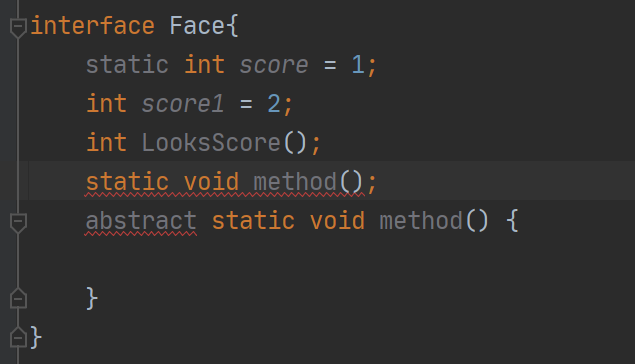 interface Face{
static int score = 1;
int score1 = 2;
int LooksScore();
static void method();
abstract static void method() {
}
}